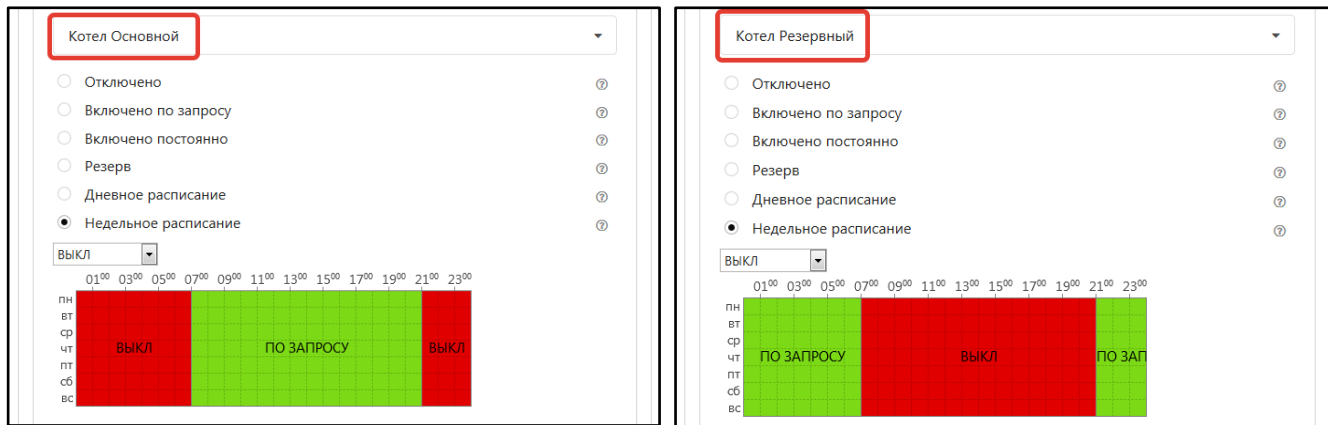 Котел Основной
Отключено
Включено по запросу
Включено постоянно
Резерв
Дневное расписание
Недельное расписание
ВЫКЛ
01⁰⁰ 03⁰⁰ 05⁰⁰ 07⁰⁰ 09⁰⁰ 11⁰⁰ 13⁰⁰ 15⁰⁰ 17⁰⁰ 19⁰⁰ 21⁰⁰ 23⁰⁰
пн
вт
ср
чт ВЫКЛ ПО ЗАПРОСУ ВЫКЛ
пт
сб
вс
Котел Резервный
Отключено
Включено по запросу
Включено постоянно
Резерв
Дневное расписание
Недельное расписание
ВЫКЛ
01⁰⁰ 03⁰⁰ 05⁰⁰ 07⁰⁰ 09⁰⁰ 11⁰⁰ 13⁰⁰ 15⁰⁰ 17⁰⁰ 19⁰⁰ 21⁰⁰ 23⁰⁰
пн
вт
ср
чт ПО ЗАПРОСУ ВЫКЛ ПО ЗАП
пт
сб
вс